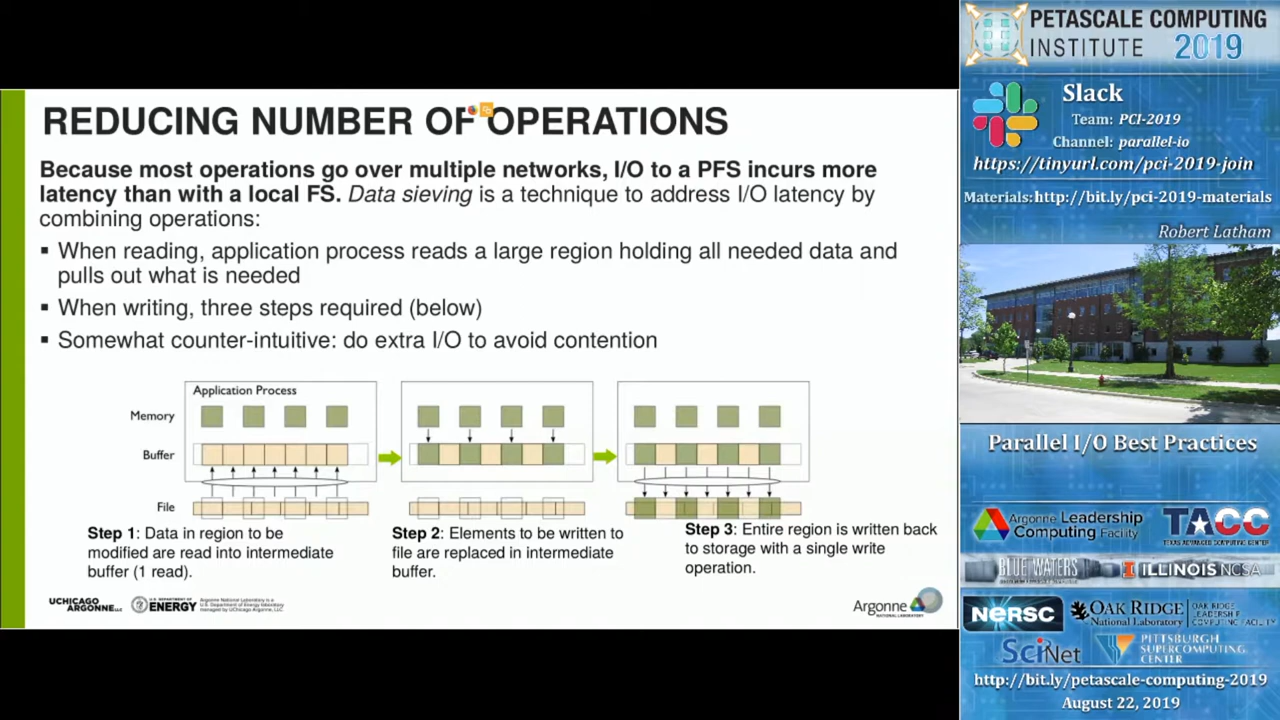 REDUCING NUMBER OF OPERATIONS
Because most operations go over multiple networks, I/O to a PFS incurs more
latency than with a local FS. Data sieving is a technique to address I/O latency by
combining operations:
▪ When reading, application process reads a large region holding all needed data and
pulls out what is needed
▪ When writing, three steps required (below)
▪ Somewhat counter-intuitive: do extra I/O to avoid contention
Application Process
Memory
Buffer
File
Step 1: Data in region to be
modified are read into intermediate
buffer (1 read).
Step 2: Elements to be written to
file are replaced in intermediate
buffer.
Step 3: Entire region is written back
to storage with a single write
operation.
UCHICAGO
ARGONNE LLC
U.S. DEPARTMENT OF
ENERGY
Argonne National Laboratory is a
U.S. Department of Energy laboratory
managed by UChicago Argonne, LLC.
Argonne
NATIONAL LABORATORY
PETASCALE COMPUTING
INSTITUTE 2019
Slack
Team: PCI-2019
Channel: parallel-io
https://tinyurl.com/pci-2019-join
Materials: http://bit.ly/pci-2019-materials
Robert Latham
Parallel I/O Best Practices
Argonne Leadership
Computing Facility
TACC
TEXAS ADVANCED COMPUTING CENTER
BLUE WATERS
ILLINOIS NCSA
NERSC
OAK RIDGE
National Laboratory
OAK RIDGE
LEADERSHIP
COMPUTING FACILITY
SciNet
PITTSBURGH
SUPERCOMPUTING
CENTER
http://bit.ly/petascale-computing-2019
August 22, 2019